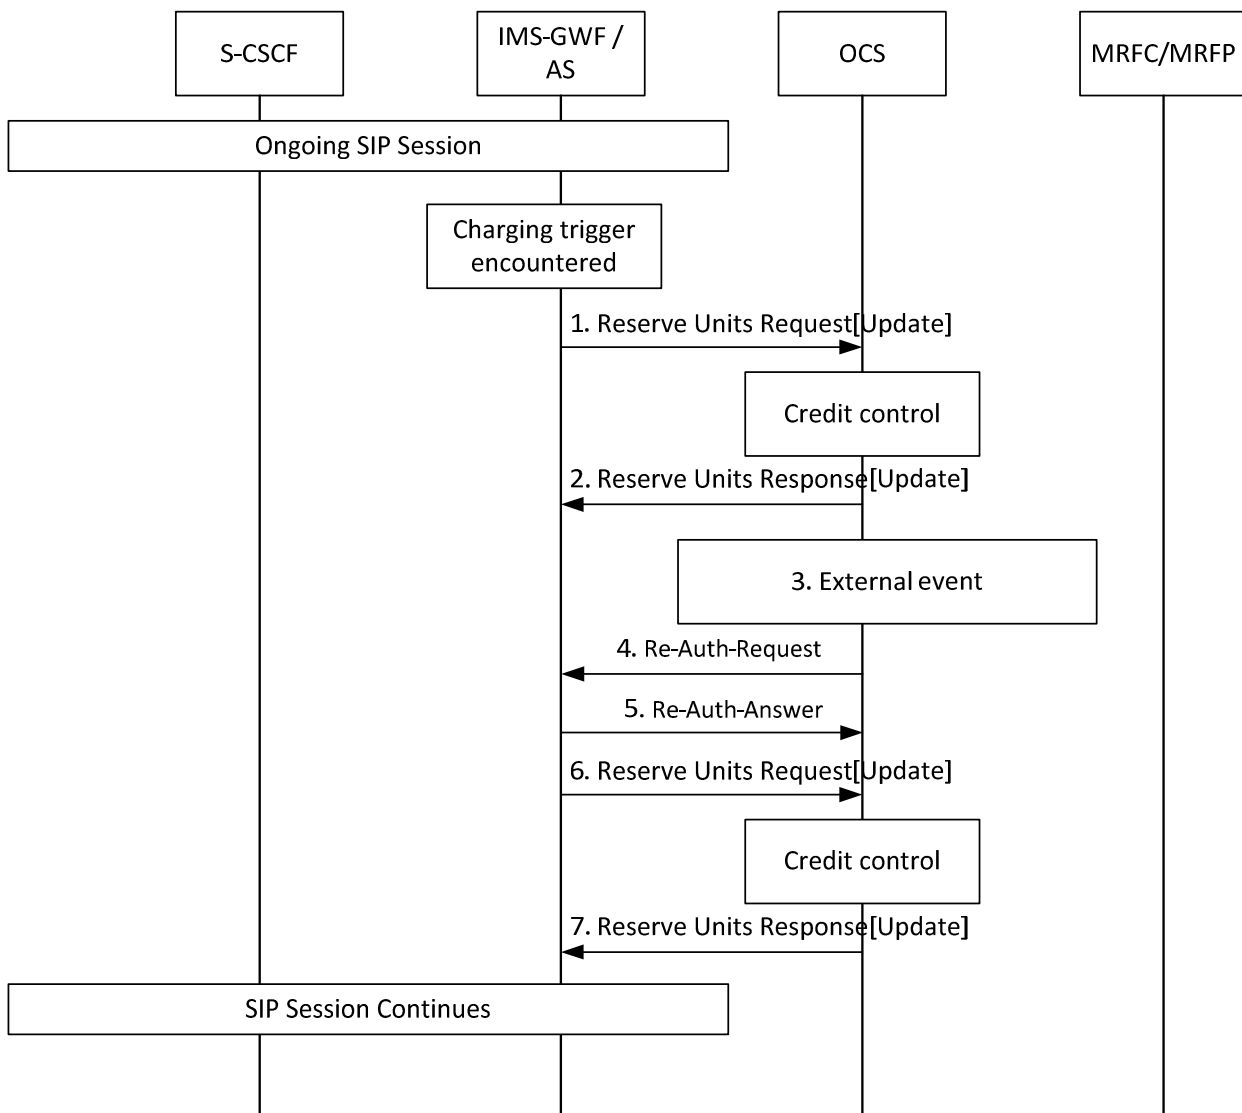 S-CSCF
IMS-GWF /
AS
OCS
MRFC/MRFP
Ongoing SIP Session
Charging trigger
encountered
1. Reserve Units Request[Update]
Credit control
2. Reserve Units Response[Update]
3. External event
4. Re-Auth-Request
5. Re-Auth-Answer
6. Reserve Units Request[Update]
Credit control
7. Reserve Units Response[Update]
SIP Session Continues